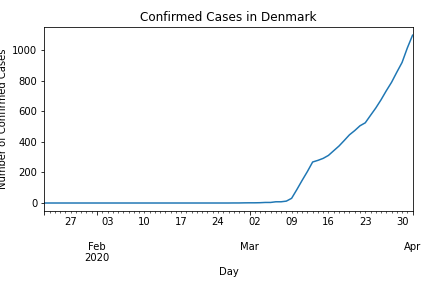 Confirmed Cases in Denmark
Number of Confirmed Cases
1000
800
600
400
200
0
27 03 10 17 24 02 09 16 23 30
Feb Mar Apr
2020
Day